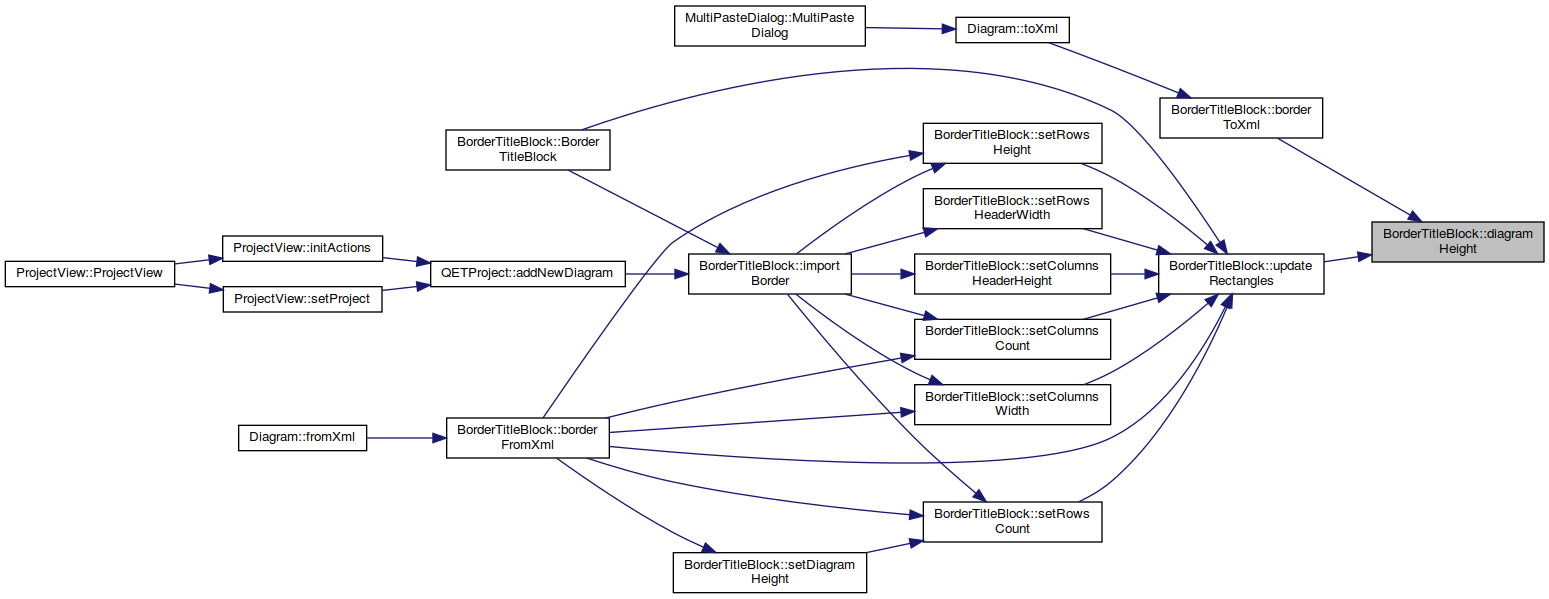 MultiPasteDialog::MultiPaste
Dialog
Diagram::toXml
BorderTitleBlock::border
ToXml
BorderTitleBlock::Border
TitleBlock
BorderTitleBlock::setRows
Height
BorderTitleBlock::setRows
HeaderWidth
BorderTitleBlock::diagram
Height
ProjectView::initActions
ProjectView::ProjectView
ProjectView::setProject
QETProject::addNewDiagram
BorderTitleBlock::import
Border
BorderTitleBlock::setColumns
HeaderHeight
BorderTitleBlock::update
Rectangles
BorderTitleBlock::setColumns
Count
BorderTitleBlock::setColumns
Width
Diagram::fromXml
BorderTitleBlock::border
FromXml
BorderTitleBlock::setRows
Count
BorderTitleBlock::setDiagram
Height